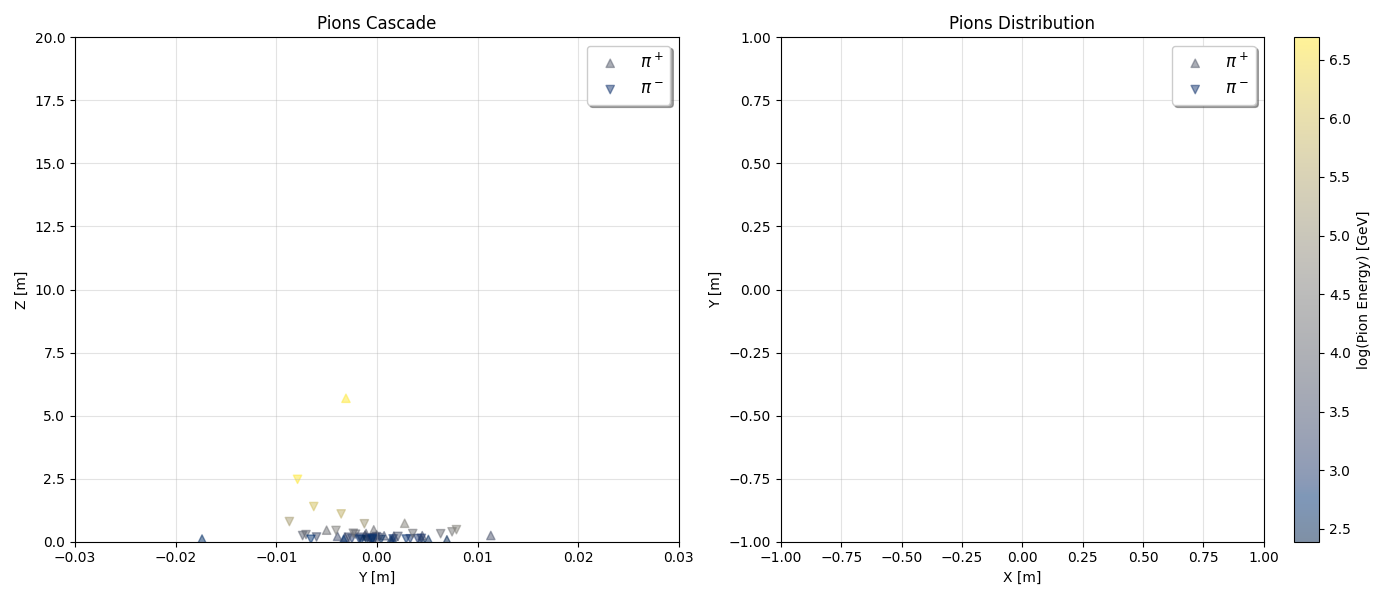 Pions Cascade
20.0
17.5
15.0
12.5
10.0
7.5
5.0
2.5
0.0
Z [m]
−0.03 −0.02 −0.01 0.00 0.01 0.02 0.03
Y [m]
π+
π−
Pions Distribution
1.00
0.75
0.50
0.25
0.00
−0.25
−0.50
−0.75
−1.00
Y [m]
−1.00 −0.75 −0.50 −0.25 0.00 0.25 0.50 0.75 1.00
X [m]
π+
π−
6.5
6.0
5.5
5.0
4.5
4.0
3.5
3.0
2.5
log(Pion Energy) [GeV]